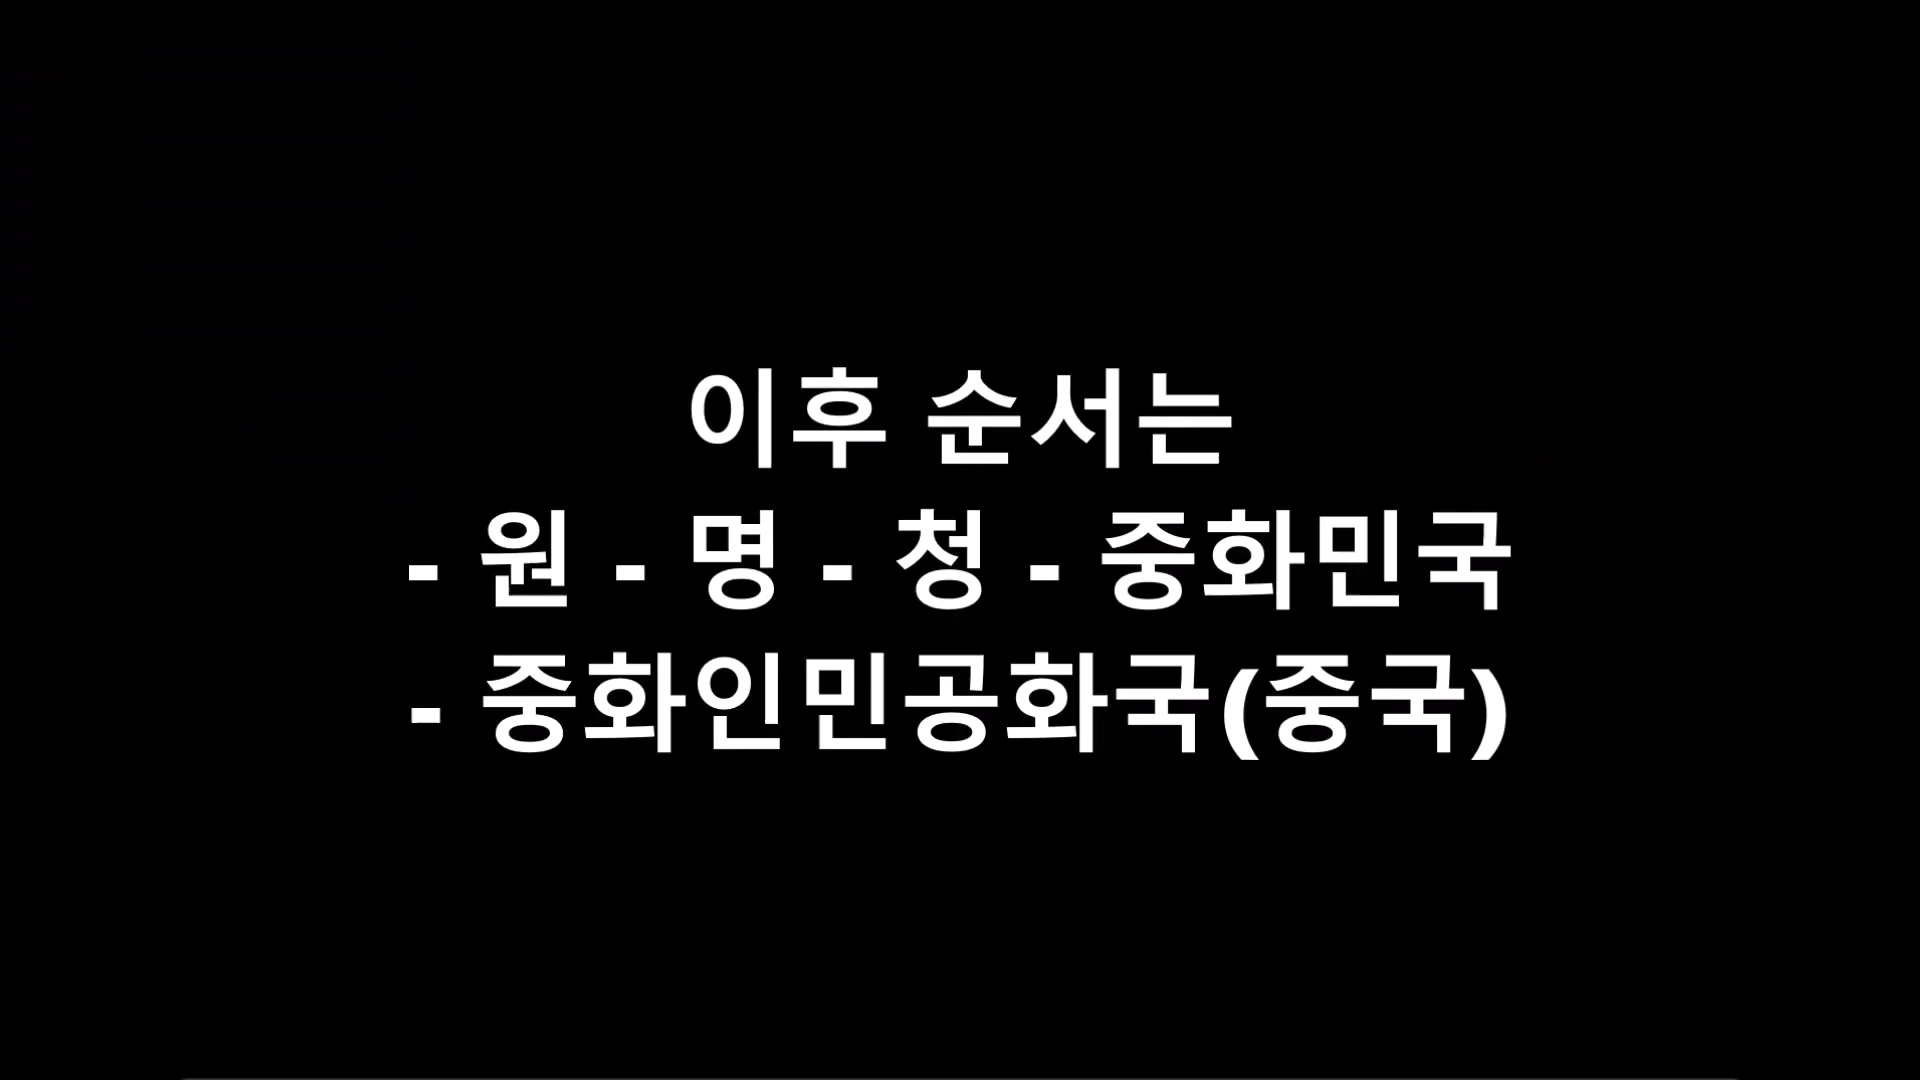 이후 순서는
- 원 - 명 - 청 - 중화민국
- 중화인민공화국(중국)